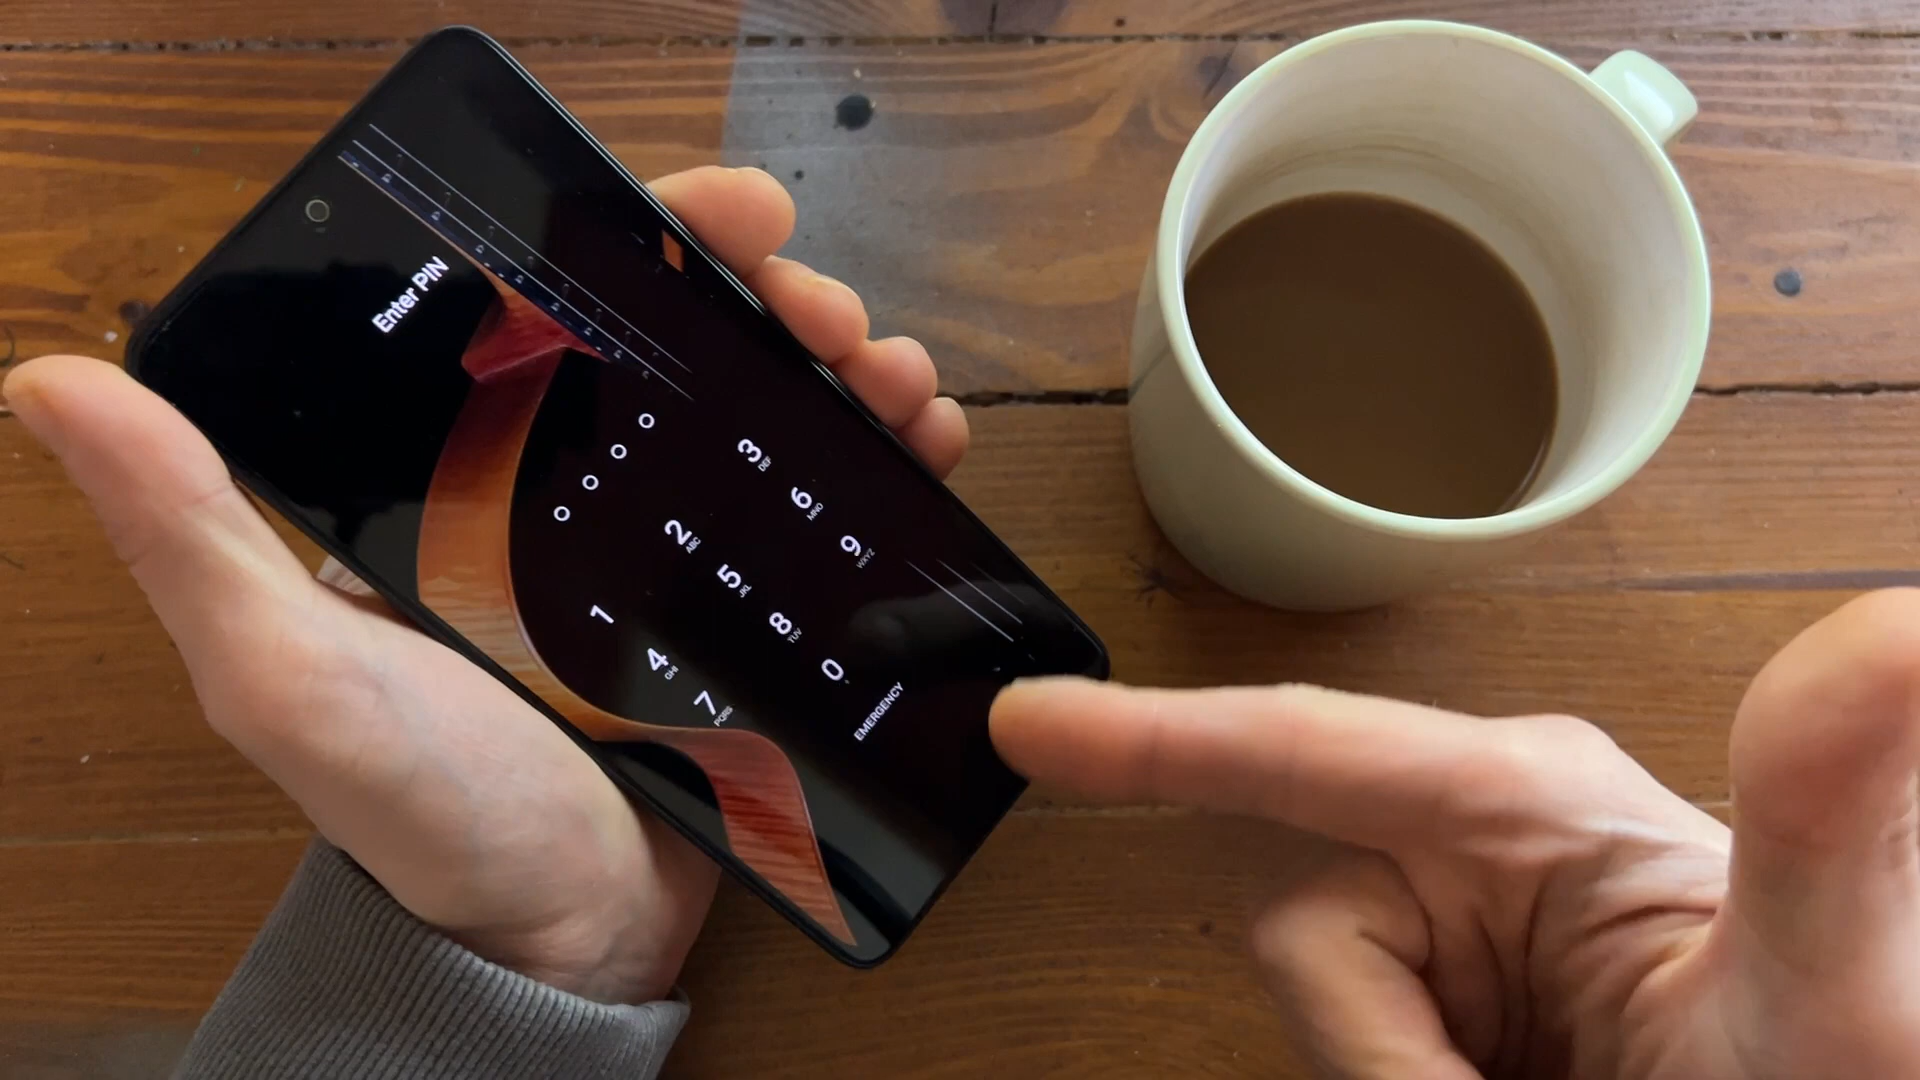 Enter PIN
1
2 ABC
3 DEF
4 GHI
5 JKL
6 MNO
7 PQRS
8 TUV
9 WXYZ
0
EMERGENCY